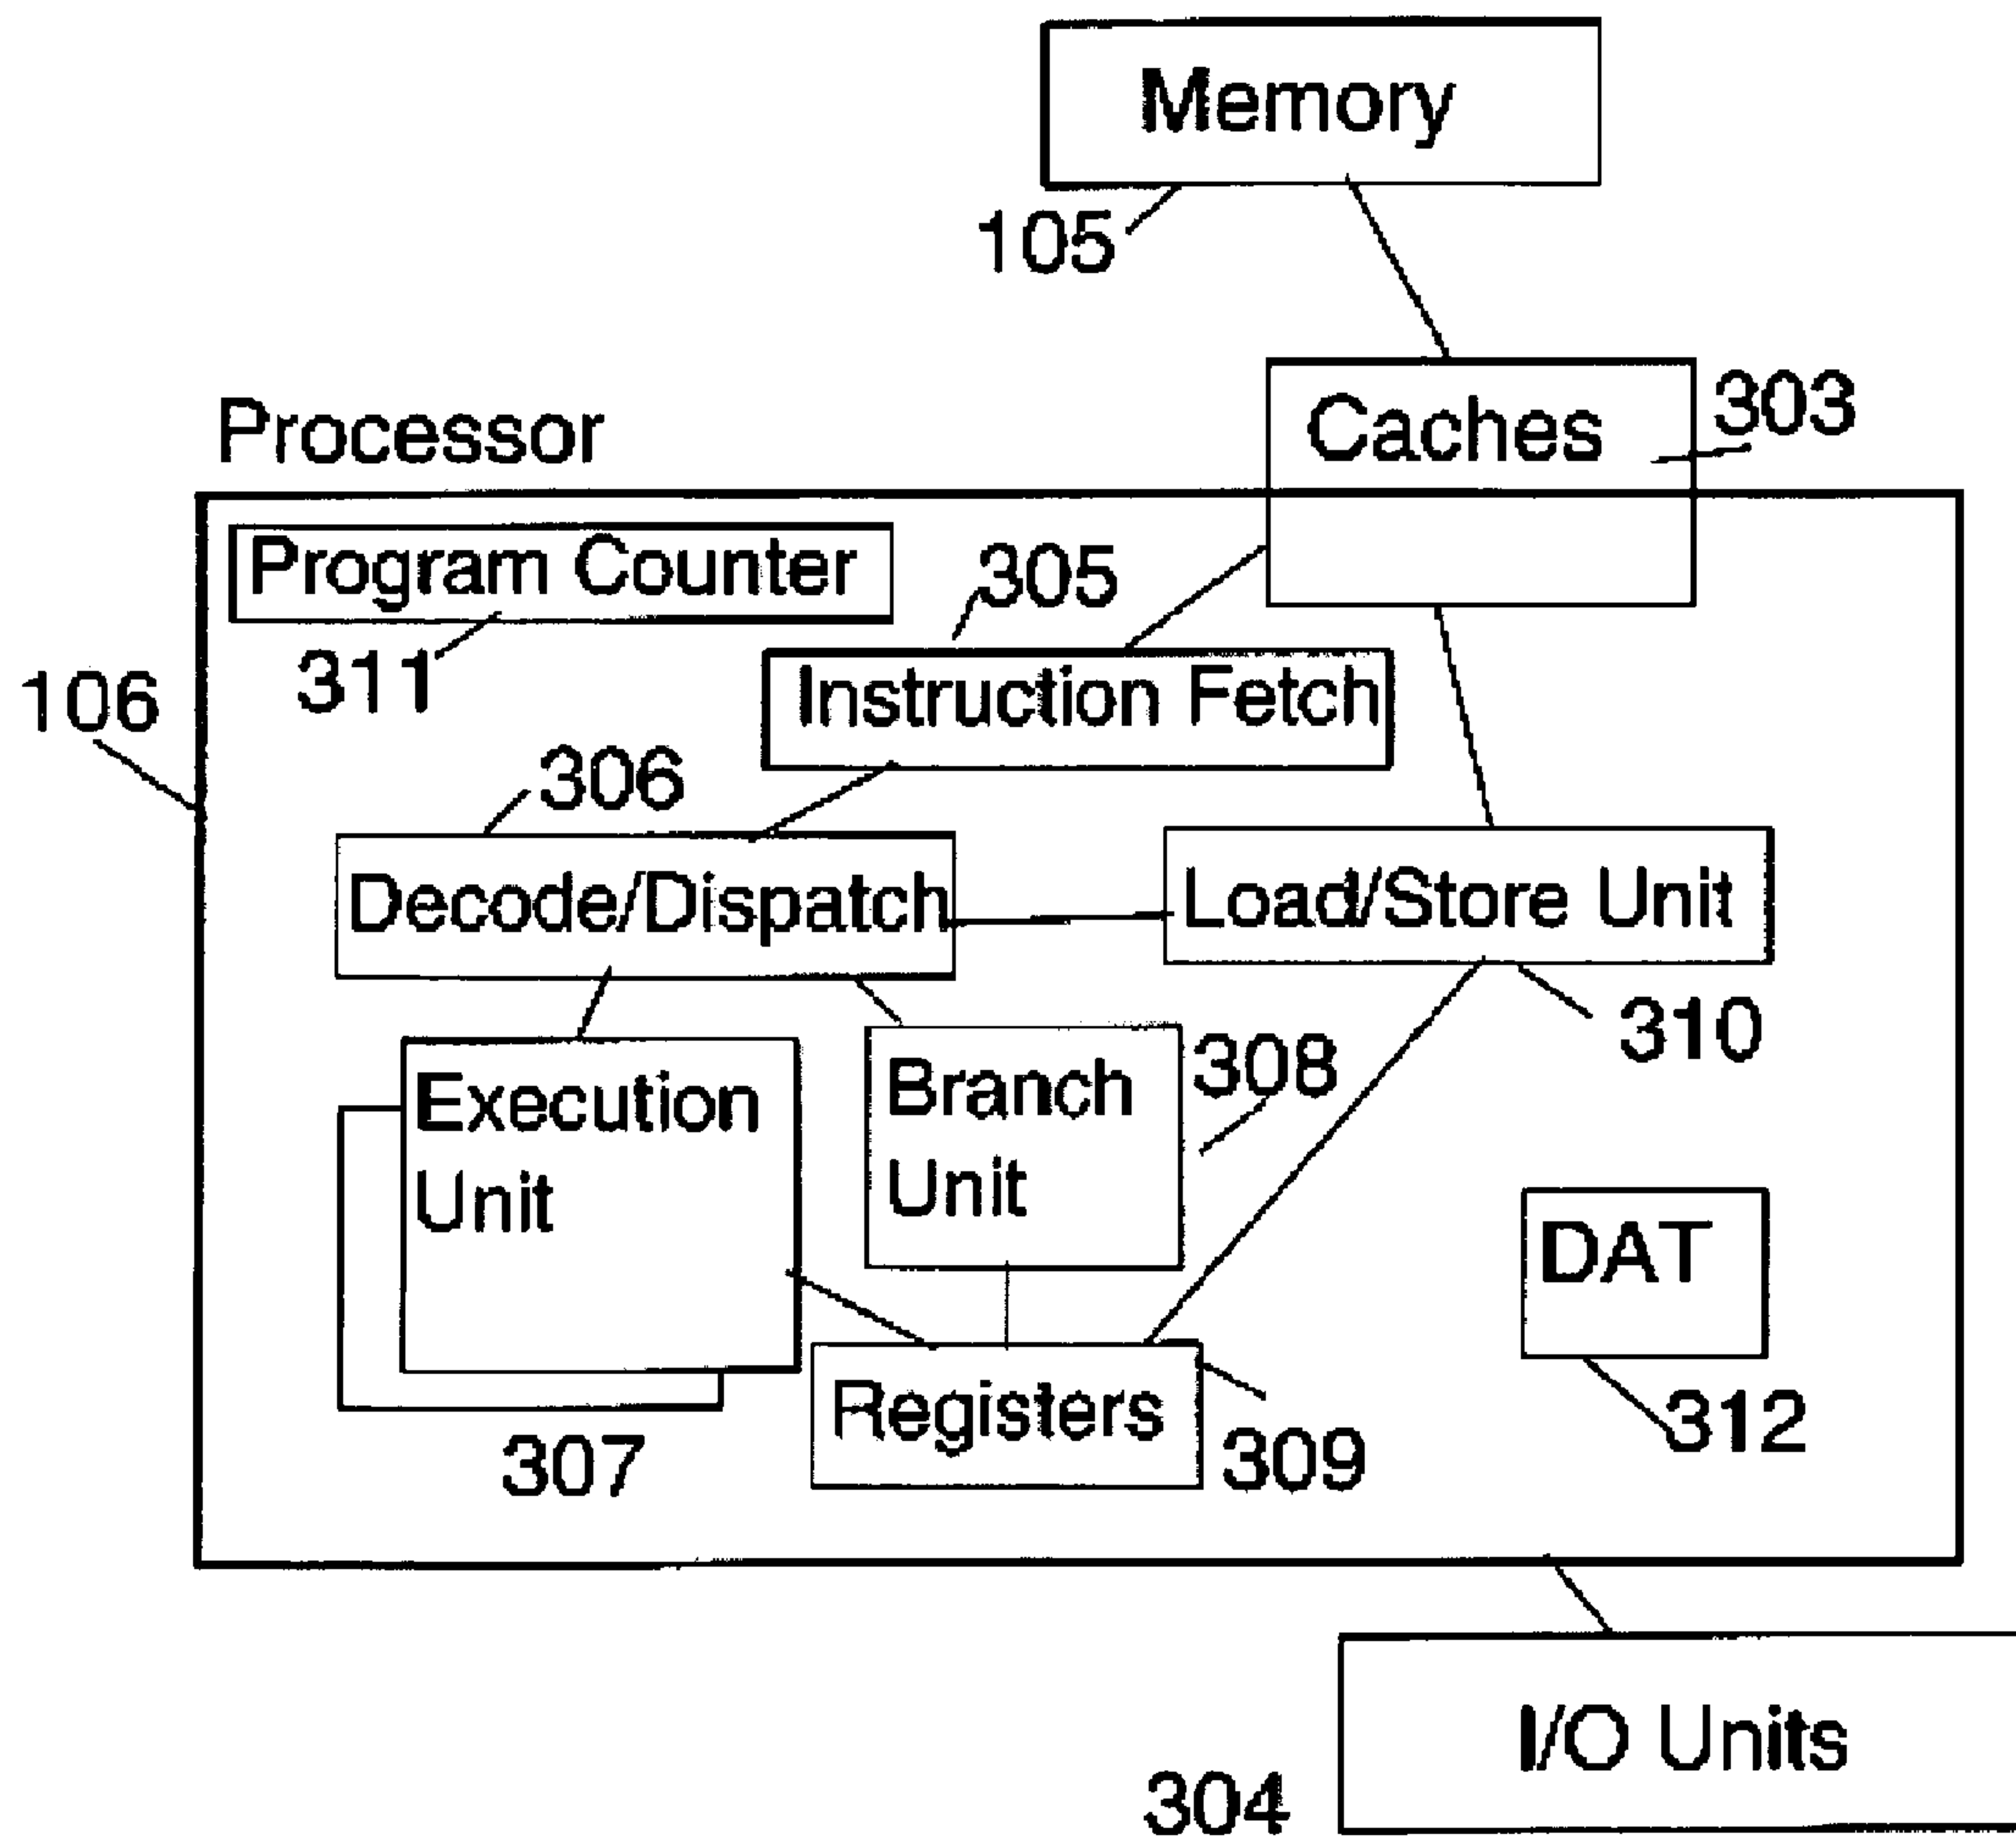 Memory
105
Caches
303
Processor
Program Counter
305
311
Instruction Fetch
106
306
Decode/Dispatch
Load/Store Unit
310
Execution
Unit
Branch
Unit
308
DAT
312
Registers
307
309
I/O Units
304